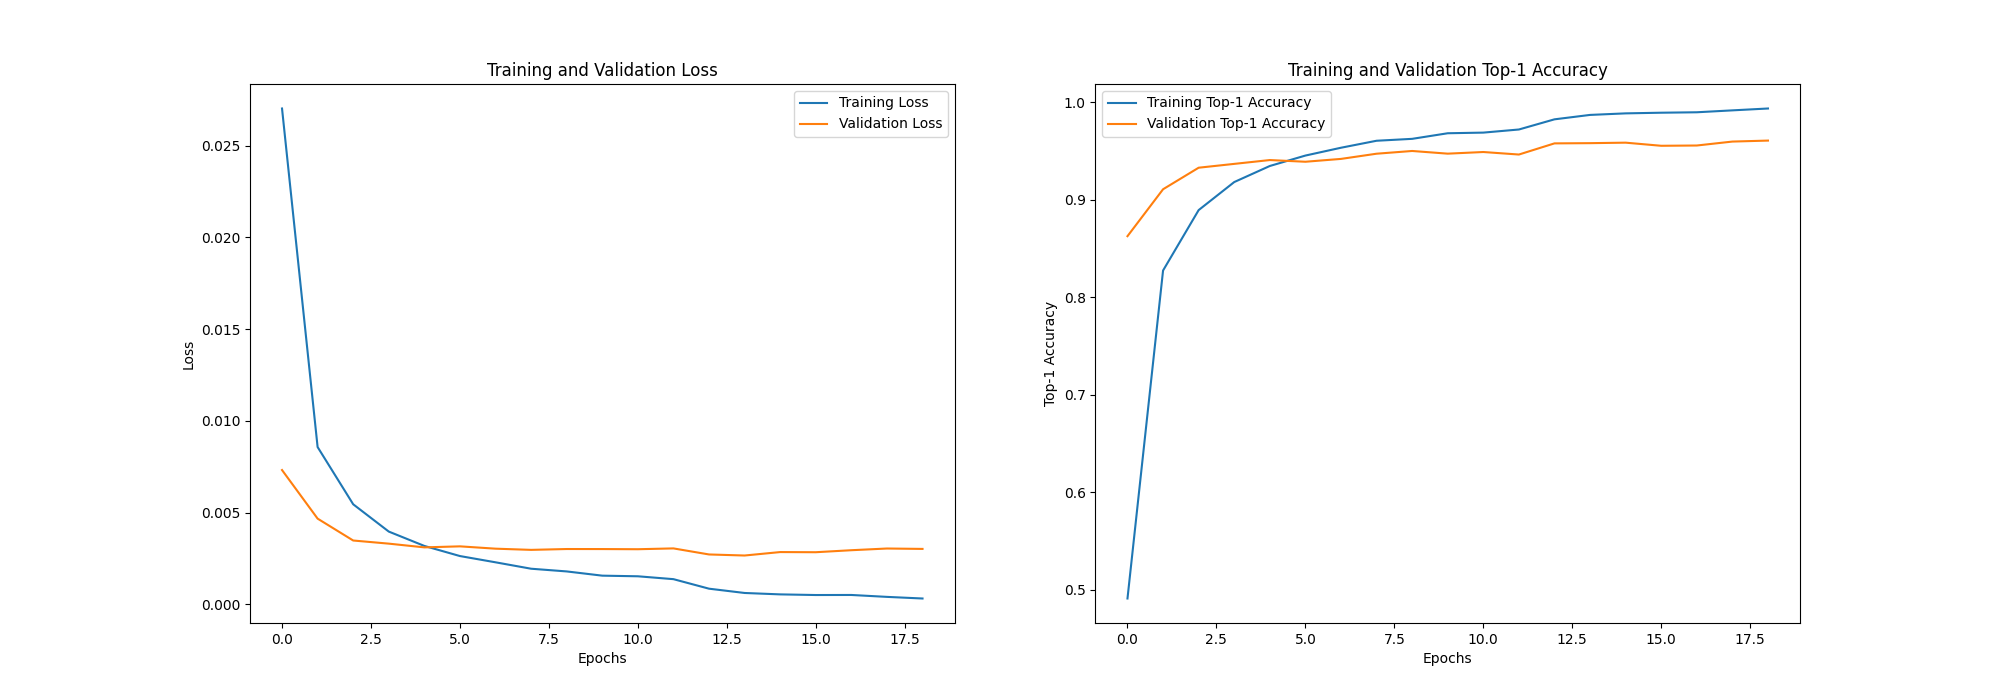 Training and Validation Loss
Training Loss
Validation Loss
0.025
0.020
0.015
0.010
0.005
0.000
Loss
0.0 2.5 5.0 7.5 10.0 12.5 15.0 17.5
Epochs
Training and Validation Top-1 Accuracy
Training Top-1 Accuracy
Validation Top-1 Accuracy
1.0
0.9
0.8
0.7
0.6
0.5
Top-1 Accuracy
0.0 2.5 5.0 7.5 10.0 12.5 15.0 17.5
Epochs